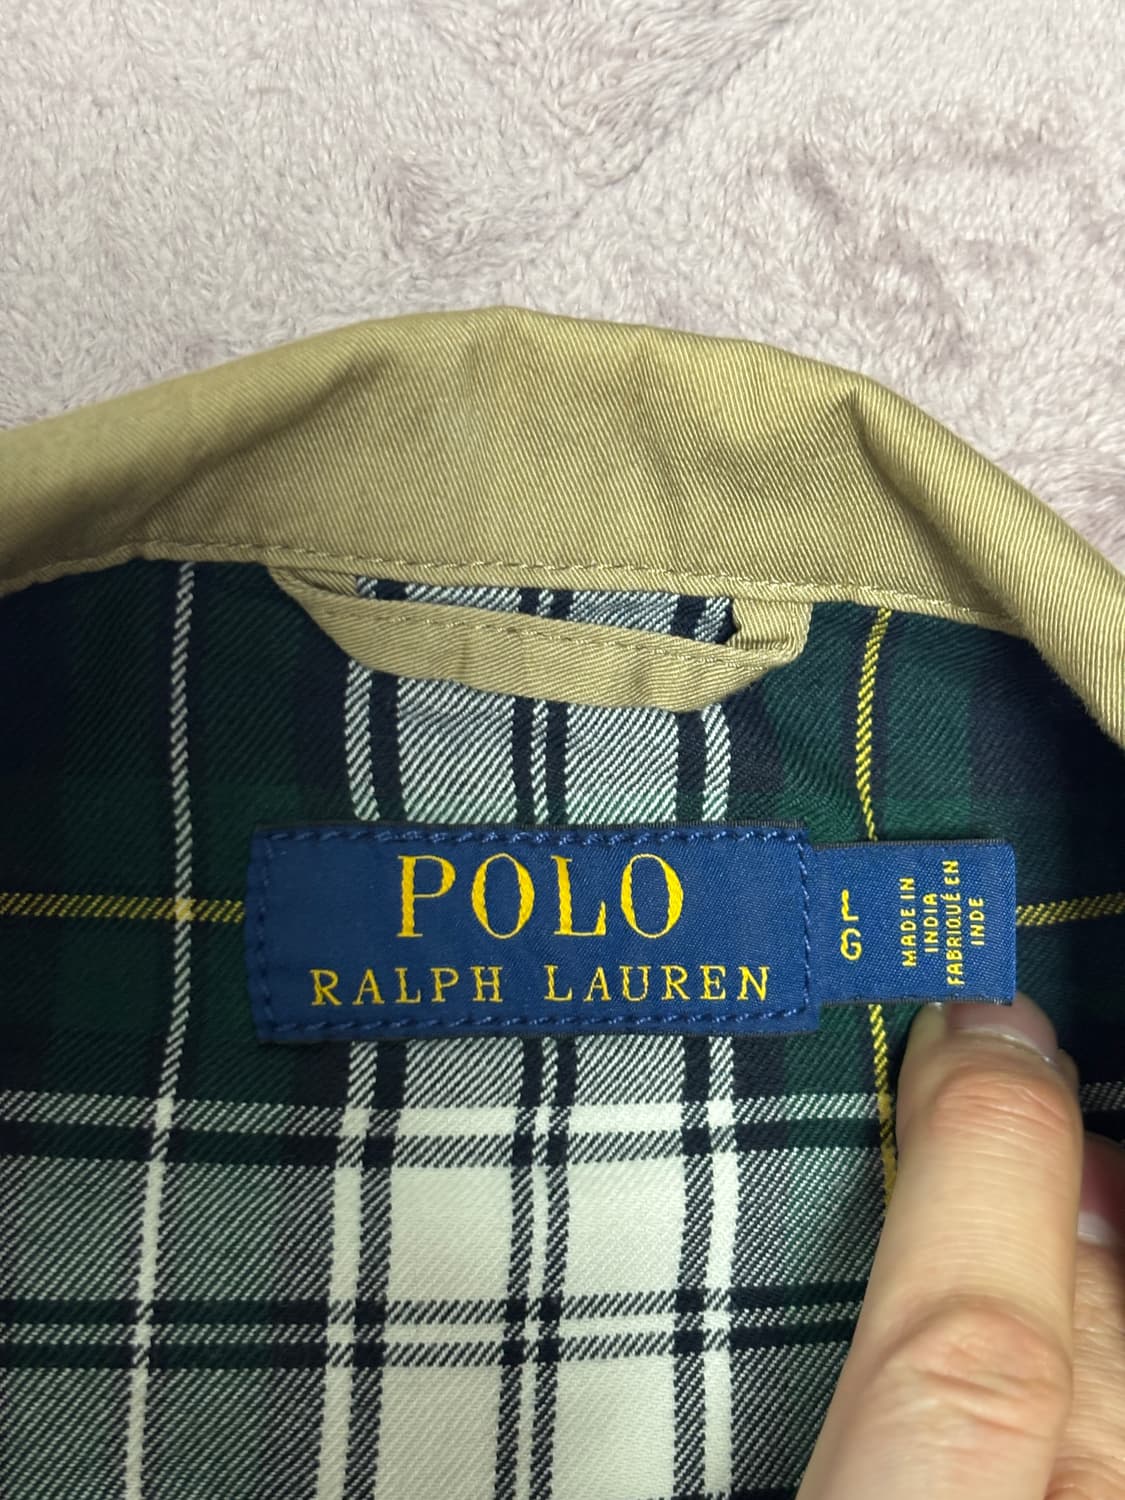 POLO
RALPH LAUREN
L
G
MADE IN
INDIA
FABRIQUÉ EN
INDE